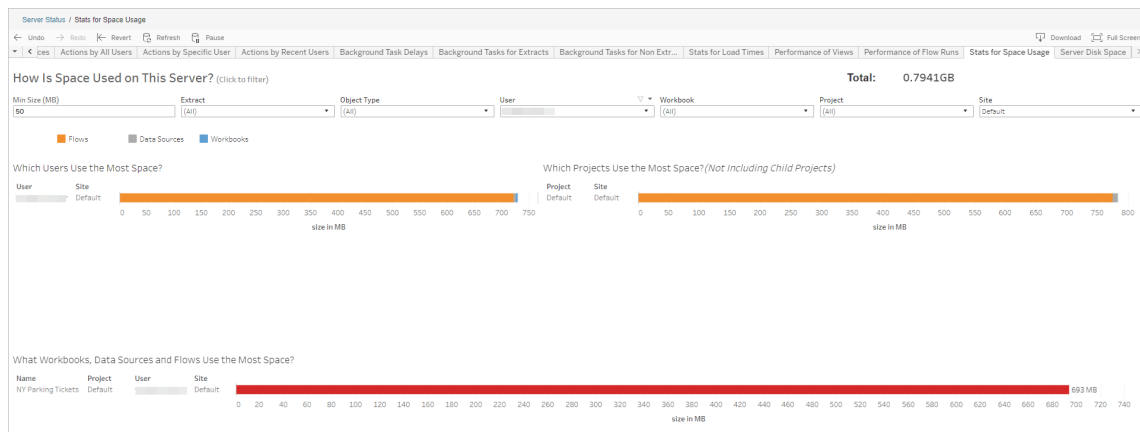 Server Status / Stats for Space Usage
← Undo → Redo |← Revert Refresh Pause Download Full Screen
ces Actions by All Users Actions by Specific User Actions by Recent Users Background Task Delays Background Tasks for Extracts Background Tasks for Non Extr... Stats for Load Times Performance of Views Performance of Flow Runs Stats for Space Usage Server Disk Space
How Is Space Used on This Server? (Click to filter) Total: 0.7941GB
Min Size (MB) Extract Object Type User Workbook Project Site
50 (All) (All) (All) (All) Default
Flows Data Sources Workbooks
Which Users Use the Most Space? Which Projects Use the Most Space? (Not Including Child Projects)
User Site Project Site
Default Default Default
0 50 100 150 200 250 300 350 400 450 500 550 600 650 700 750 0 50 100 150 200 250 300 350 400 450 500 550 600 650 700 750 800
size in MB size in MB
What Workbooks, Data Sources and Flows Use the Most Space?
Name Project User Site
NY Parking Tickets Default Default 693 MB
0 20 40 60 80 100 120 140 160 180 200 220 240 260 280 300 320 340 360 380 400 420 440 460 480 500 520 540 560 580 600 620 640 660 680 700 720 740
size in MB